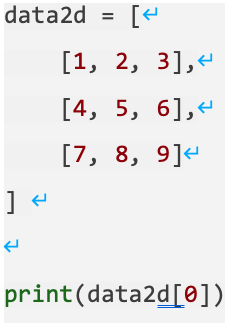 data2d = [↵
    [1, 2, 3],↵
    [4, 5, 6],↵
    [7, 8, 9]↵
] ↵
↵
print(data2d[0])